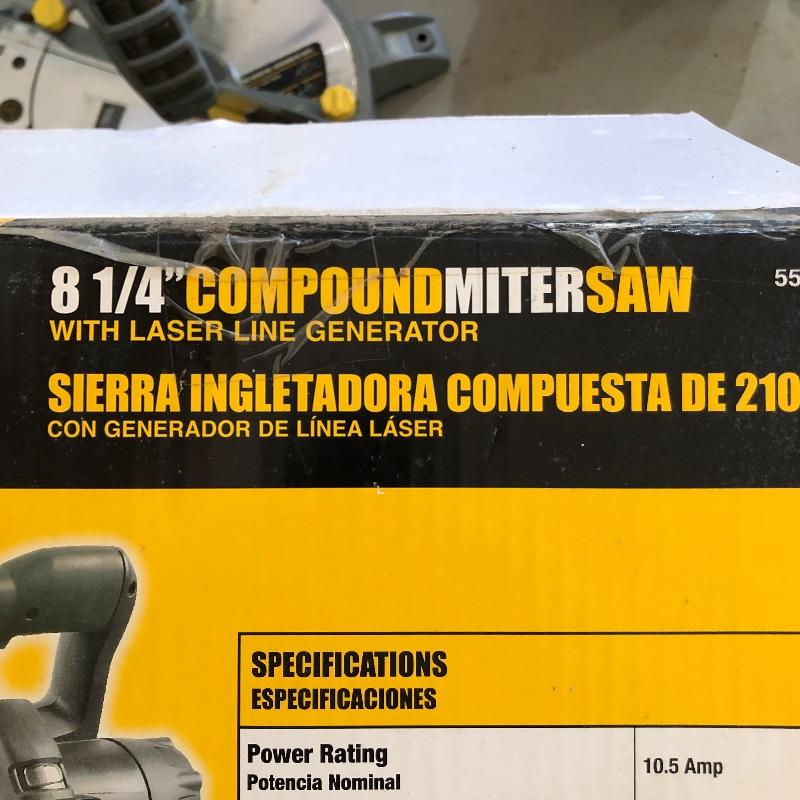 8 1/4"COMPOUNDMITERSAW
55
WITH LASER LINE GENERATOR
SIERRA INGLETADORA COMPUESTA DE 210
CON GENERADOR DE LÍNEA LÁSER
SPECIFICATIONS
ESPECIFICACIONES
Power Rating
10.5 Amp
Potencia Nominal